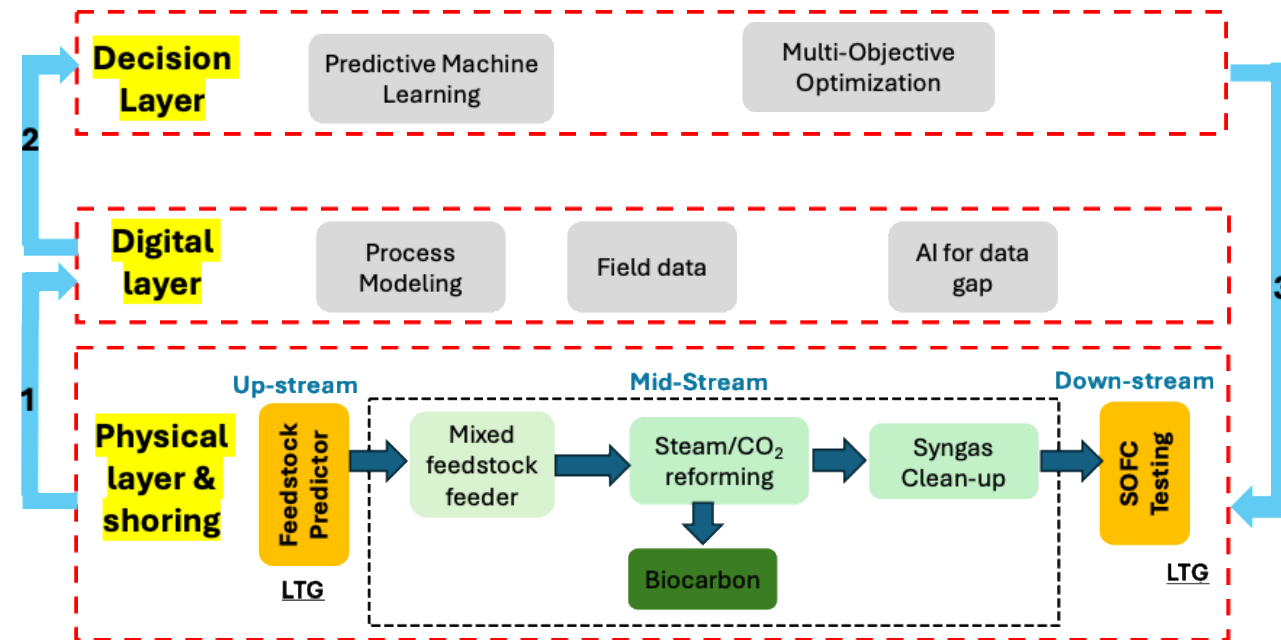 Decision
Layer
Predictive Machine
Learning
Multi-Objective
Optimization
2
Digital
layer
Process
Modeling
Field data
AI for data
gap
3
1
Up-stream
Mid-Stream
Down-stream
Physical
layer &
shoring
Feedstock
Predictor
LTG
Mixed
feedstock
feeder
Steam/CO₂
reforming
Syngas
Clean-up
Biocarbon
SOFC
Testing
LTG